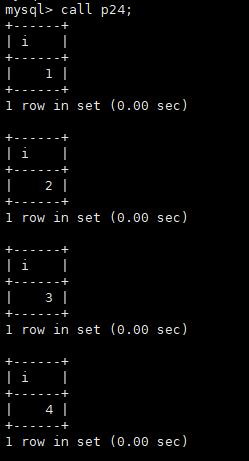 mysql> call p24;
+------+
| i    |
+------+
|    1 |
+------+
1 row in set (0.00 sec)

+------+
| i    |
+------+
|    2 |
+------+
1 row in set (0.00 sec)

+------+
| i    |
+------+
|    3 |
+------+
1 row in set (0.00 sec)

+------+
| i    |
+------+
|    4 |
+------+
1 row in set (0.00 sec)